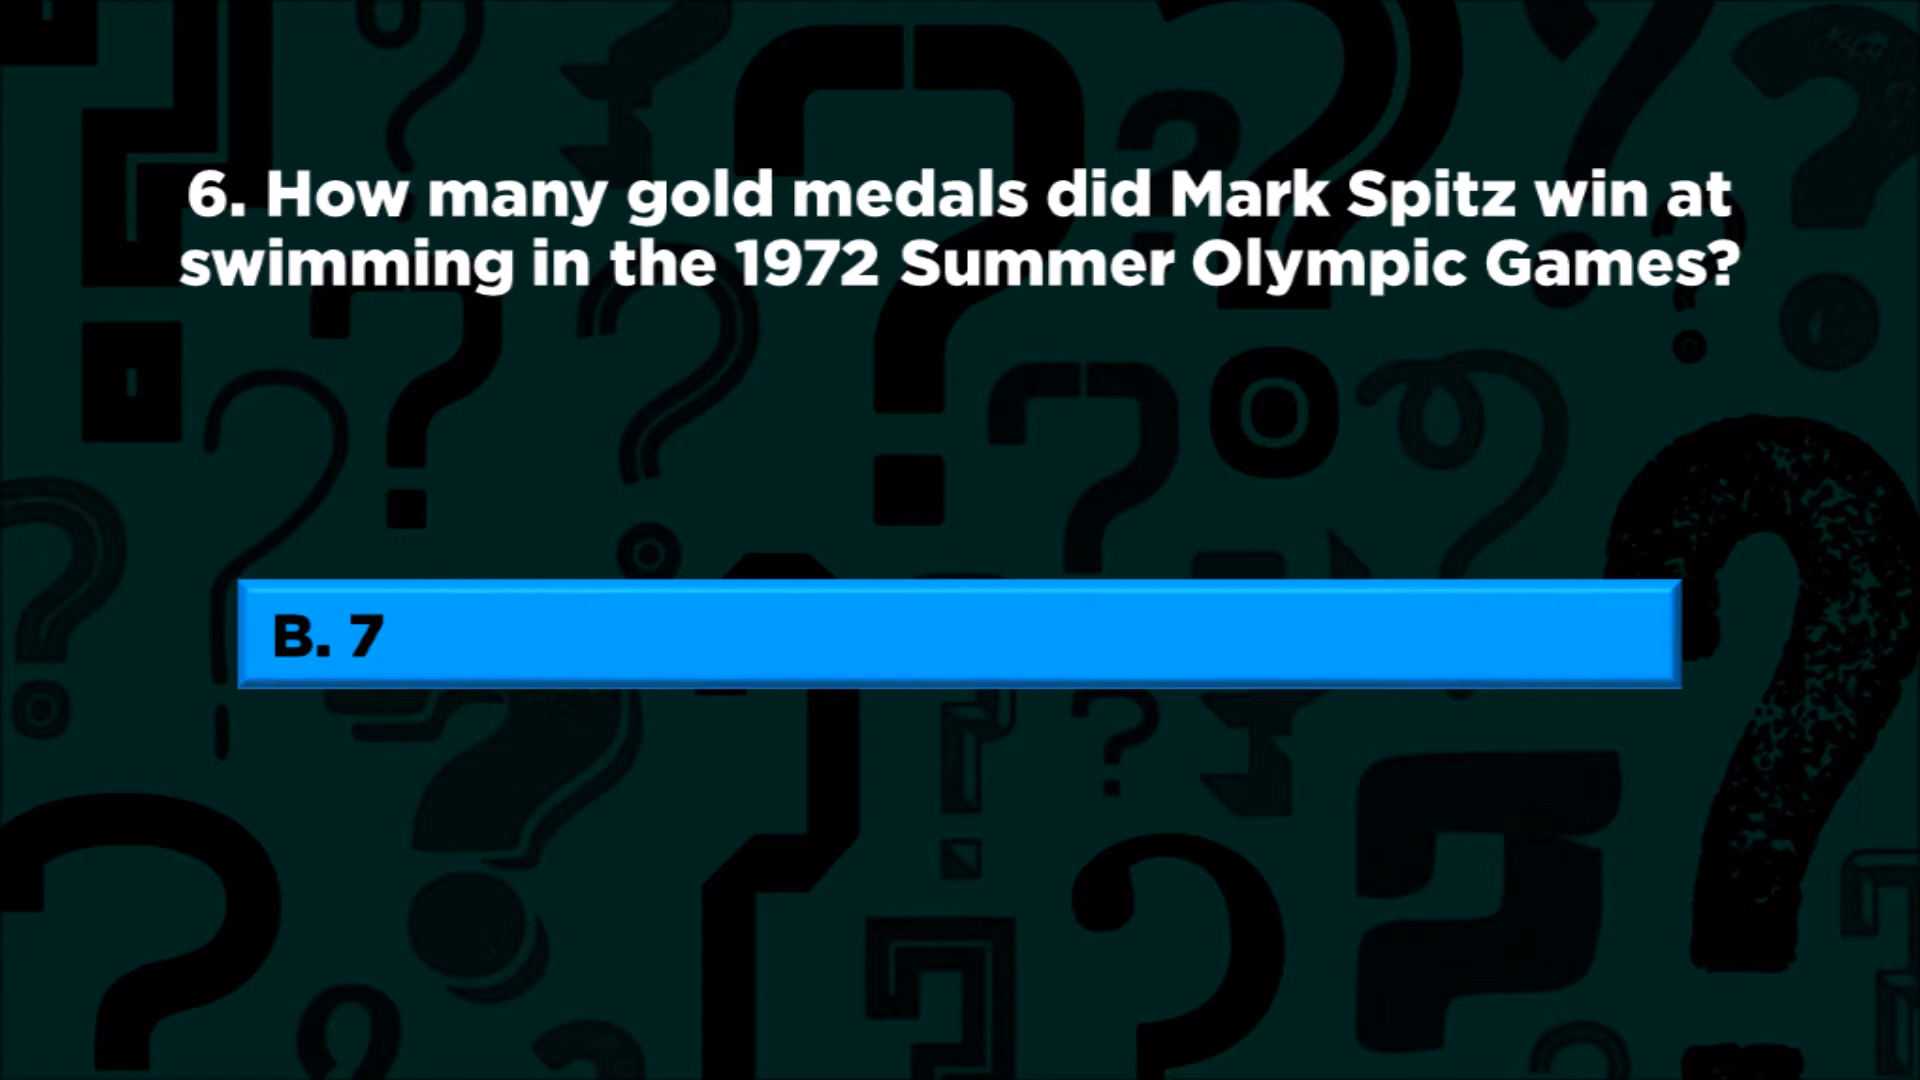 6. How many gold medals did Mark Spitz win at
swimming in the 1972 Summer Olympic Games?
B. 7